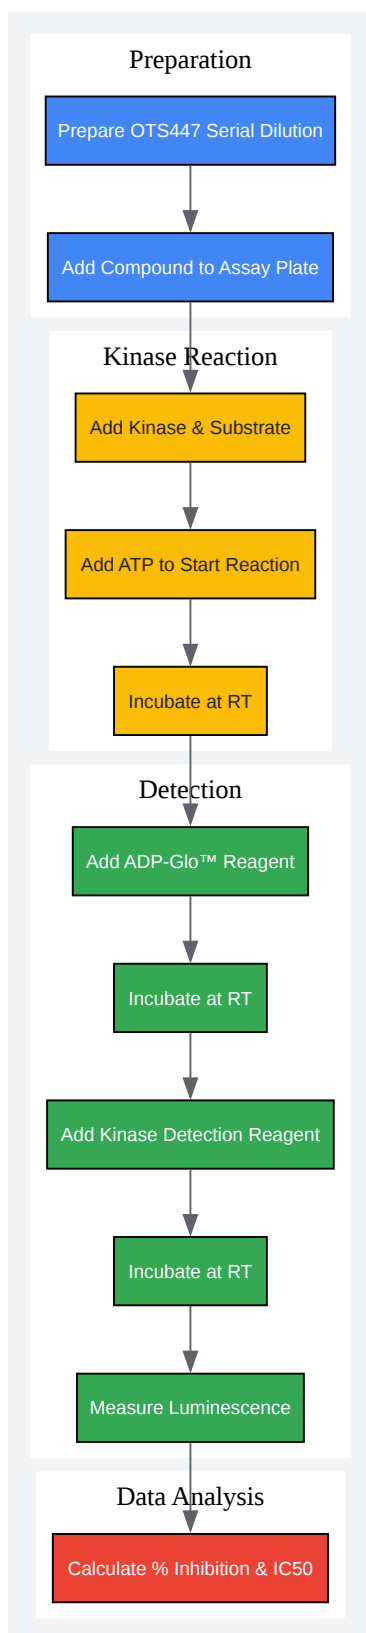 Preparation
Prepare OTS447 Serial Dilution
Add Compound to Assay Plate
Kinase Reaction
Add Kinase & Substrate
Add ATP to Start Reaction
Incubate at RT
Detection
Add ADP-Glo™ Reagent
Incubate at RT
Add Kinase Detection Reagent
Incubate at RT
Measure Luminescence
Data Analysis
Calculate % Inhibition & IC50